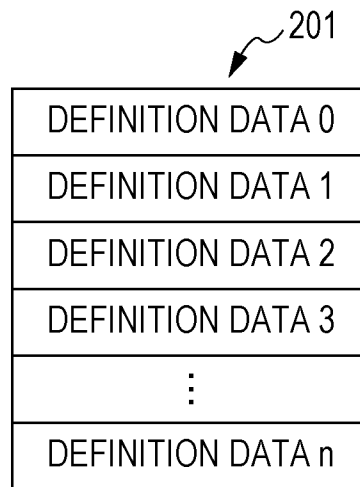 201
DEFINITION DATA 0
DEFINITION DATA 1
DEFINITION DATA 2
DEFINITION DATA 3
⋮
DEFINITION DATA n